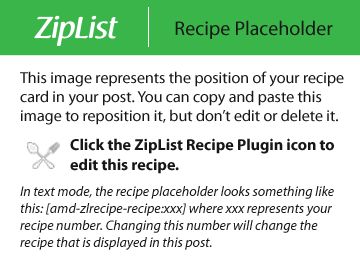 ZipList Recipe Placeholder
This image represents the position of your recipe
card in your post. You can copy and paste this
image to reposition it, but don't edit or delete it.
Click the ZipList Recipe Plugin icon to
edit this recipe.
In text mode, the recipe placeholder looks something like
this: [amd-zlrecipe-recipe:xxx] where xxx represents your
recipe number. Changing this number will change the
recipe that is displayed in this post.